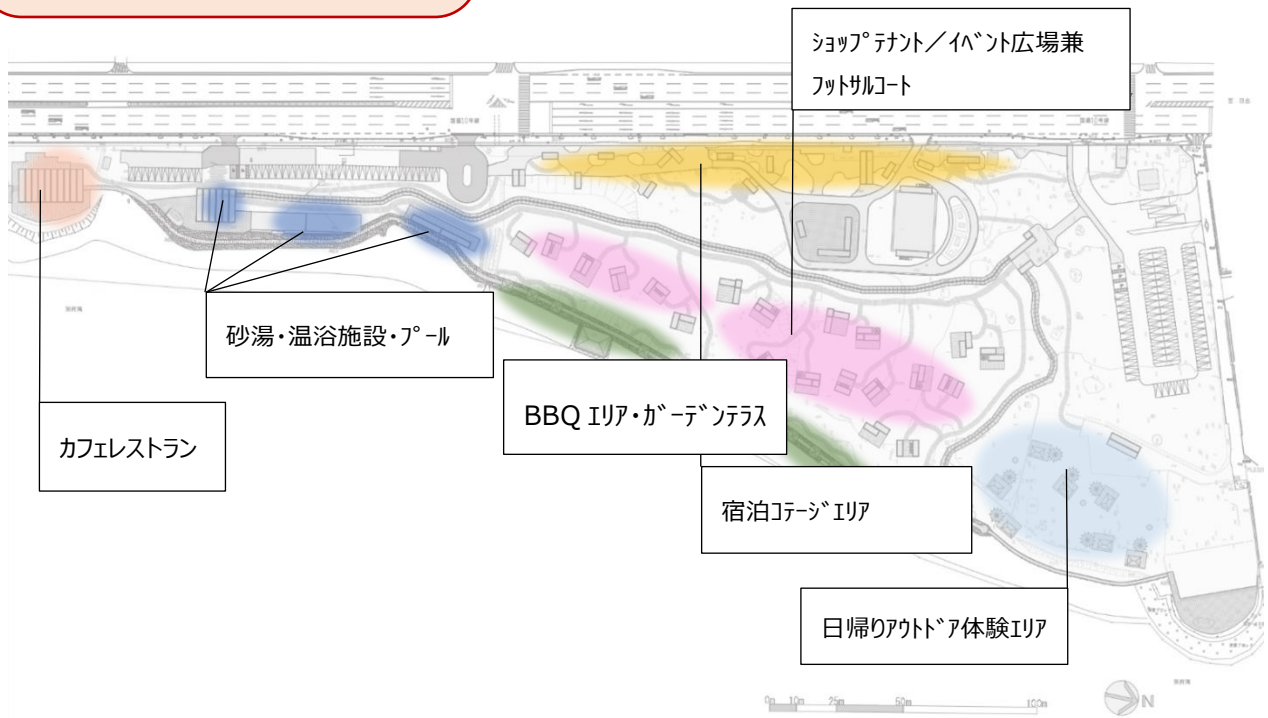 ｼｮｯﾌﾟﾃﾅﾝﾄ／ｲﾍﾞﾝﾄ広場兼
ﾌｯﾄｻﾙｺｰﾄ
砂湯・温浴施設・ﾌﾟｰﾙ
BBQ ｴﾘｱ・ｶﾞｰﾃﾞﾝﾃﾗｽ
カフェレストラン
宿泊ｺﾃｰｼﾞｴﾘｱ
日帰りｱｳﾄﾄﾞｱ体験ｴﾘｱ
0m 10m 25m 50m 100m
N